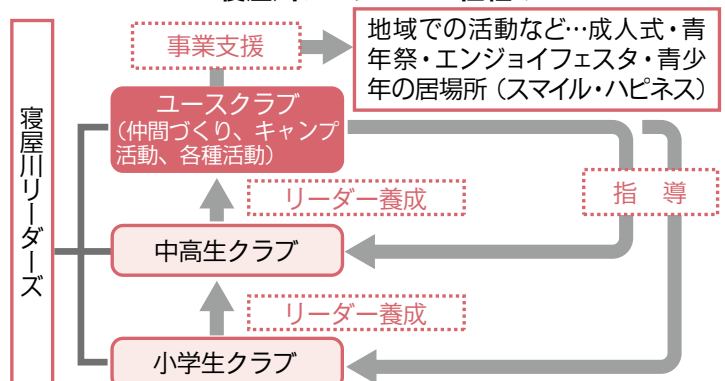 事業支援
地域での活動など…成人式・青
年祭・エンジョイフェスタ・青少
年の居場所（スマイル・ハピネス）
寝屋川リーダーズ
ユースクラブ
（仲間づくり、キャンプ
活動、各種活動）
リーダー養成
指 導
中高生クラブ
リーダー養成
小学生クラブ